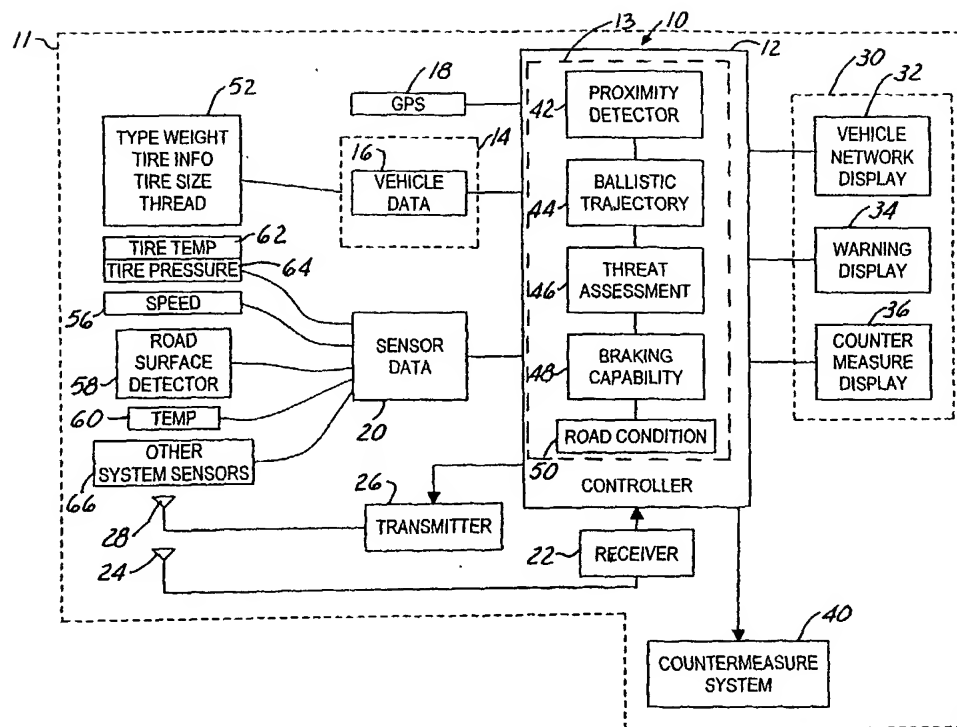 11
52
TYPE WEIGHT
TIRE INFO
TIRE SIZE
THREAD
18
GPS
14
16
VEHICLE
DATA
13
10
12
42
PROXIMITY
DETECTOR
44
BALLISTIC
TRAJECTORY
46
THREAT
ASSESSMENT
48
BRAKING
CAPABILITY
50
ROAD CONDITION
CONTROLLER
30
32
VEHICLE
NETWORK
DISPLAY
34
WARNING
DISPLAY
36
COUNTER
MEASURE
DISPLAY
TIRE TEMP
62
TIRE PRESSURE
64
56
SPEED
58
ROAD
SURFACE
DETECTOR
60
TEMP
66
OTHER
SYSTEM SENSORS
SENSOR
DATA
20
26
TRANSMITTER
28
24
22
RECEIVER
40
COUNTERMEASURE
SYSTEM